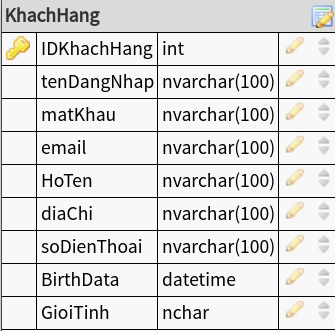 KhachHang
IDKhachHang int
tenDangNhap nvarchar(100)
matKhau nvarchar(100)
email nvarchar(100)
HoTen nvarchar(100)
diaChi nvarchar(100)
soDienThoai nvarchar(100)
BirthData datetime
GioiTinh nchar